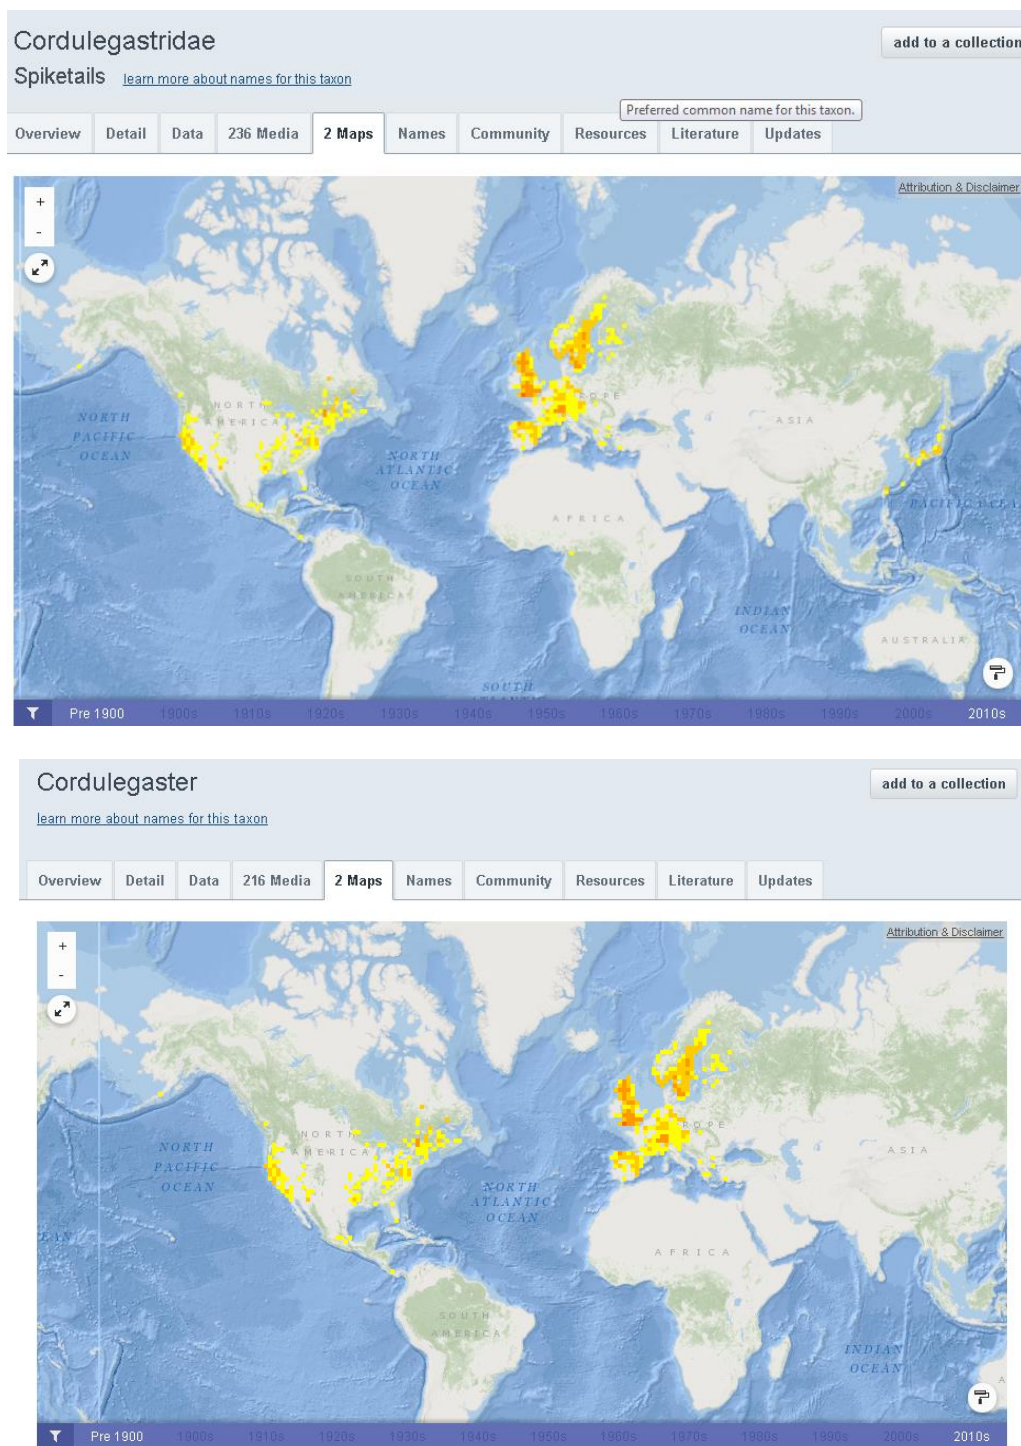 Cordulegastridae
add to a collection
Spiketails learn more about names for this taxon
Preferred common name for this taxon.
Overview Detail Data 236 Media 2 Maps Names Community Resources Literature Updates
+
Attribution & Disclaimer
-
NORTH
AMERICA
NORTH
PACIFIC
OCEAN
NORTH
ATLANTIC
OCEAN
ASIA
AFRICA
PACIFIC
SOUTH
AMERICA
INDIAN
OCEAN
AUSTRALIA
SOUTH
ATLANTIC
Pre 1900 1900s 1910s 1920s 1930s 1940s 1950s 1960s 1970s 1980s 1990s 2000s 2010s
Cordulegaster
add to a collection
learn more about names for this taxon
Overview Detail Data 216 Media 2 Maps Names Community Resources Literature Updates
+
Attribution & Disclaimer
-
NORTH
AMERICA
NORTH
PACIFIC
OCEAN
ASIA
NORTH
ATLANTIC
OCEAN
AFRICA
SOUTH
AMERICA
INDIAN
OCEAN
Pre 1900 1900s 1910s 1920s 1930s 1940s 1950s 1960s 1970s 1980s 1990s 2000s 2010s